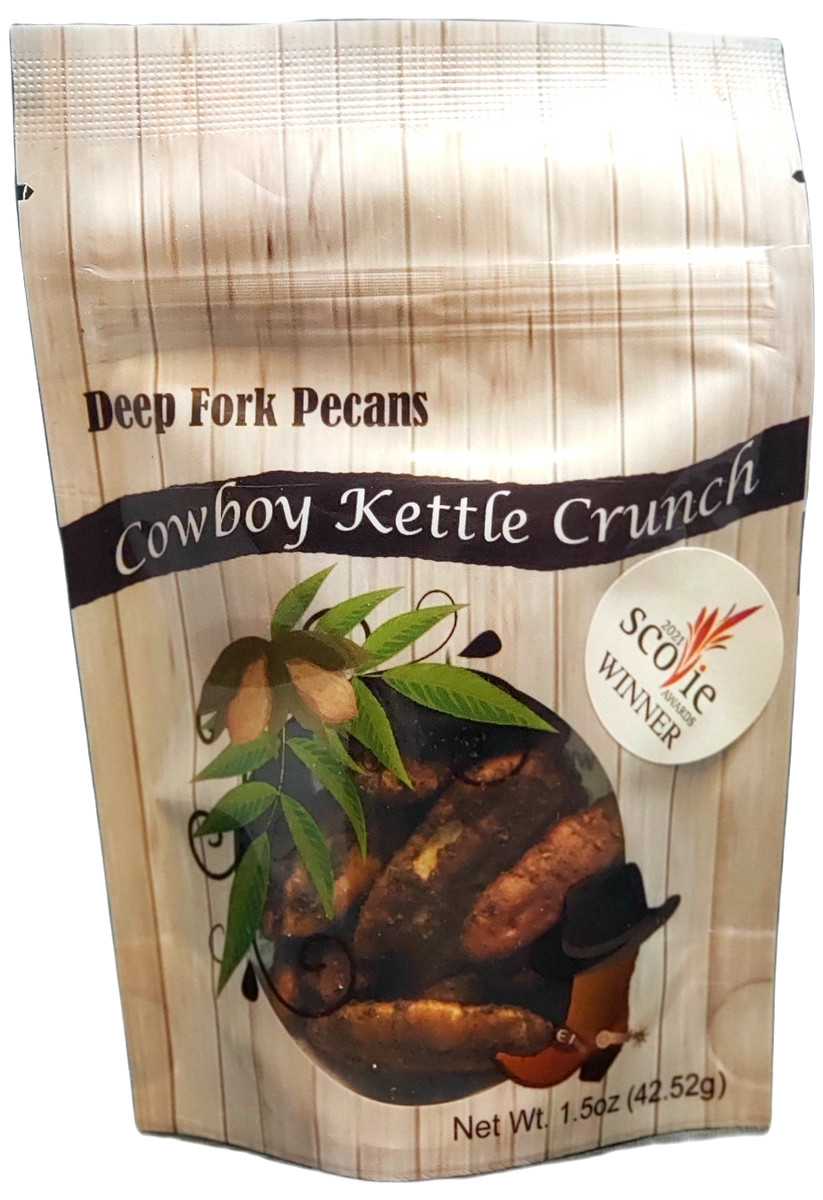 Deep Fork Pecans
Cowboy Kettle Crunch
2021
scovie
AWARDS
WINNER
Net Wt. 1.5oz (42.52g)